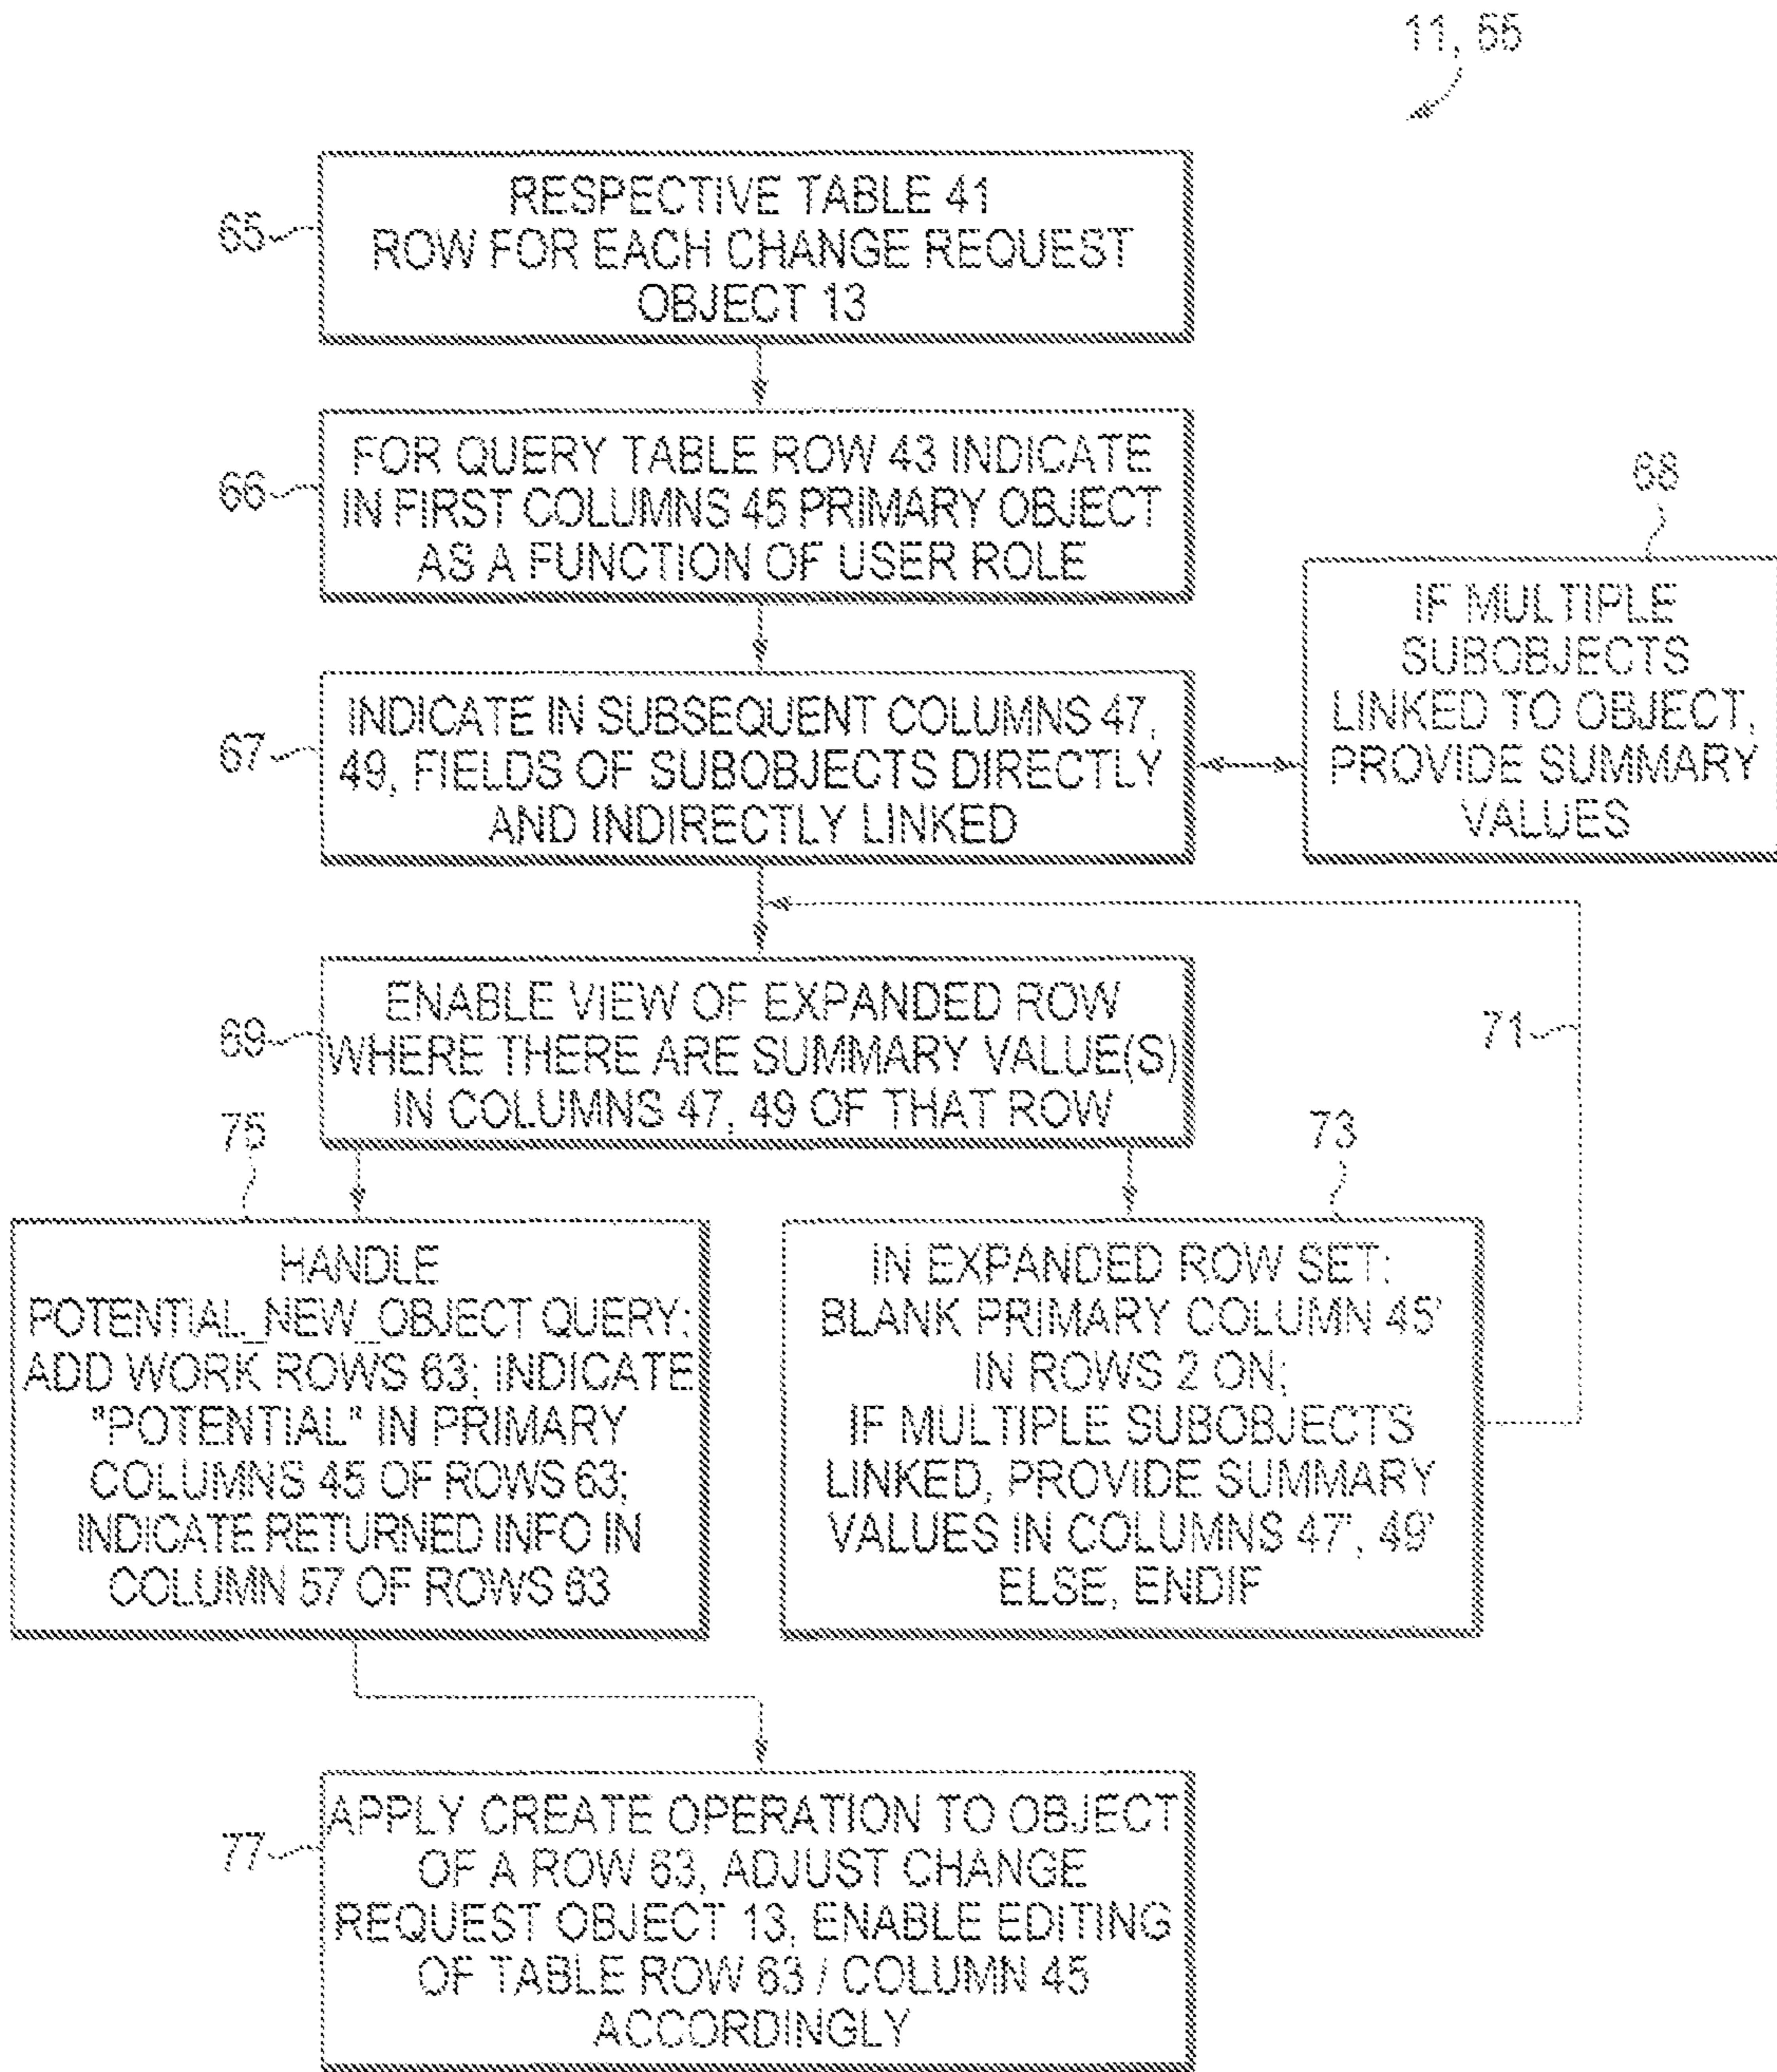 11, 55
65
RESPECTIVE TABLE 41
ROW FOR EACH CHANGE REQUEST
OBJECT 13
66
FOR QUERY TABLE ROW 43 INDICATE
IN FIRST COLUMNS 45 PRIMARY OBJECT
AS A FUNCTION OF USER ROLE
68
IF MULTIPLE
SUBOBJECTS
LINKED TO OBJECT,
PROVIDE SUMMARY
VALUES
67
INDICATE IN SUBSEQUENT COLUMNS 47,
49, FIELDS OF SUBOBJECTS DIRECTLY
AND INDIRECTLY LINKED
69
ENABLE VIEW OF EXPANDED ROW
WHERE THERE ARE SUMMARY VALUE(S)
IN COLUMNS 47, 49 OF THAT ROW
71
75
HANDLE
POTENTIAL_NEW_OBJECT QUERY:
ADD WORK ROWS 63; INDICATE
"POTENTIAL" IN PRIMARY
COLUMNS 45 OF ROWS 63;
INDICATE RETURNED INFO IN
COLUMN 57 OF ROWS 63
73
IN EXPANDED ROW SET:
BLANK PRIMARY COLUMN 45'
IN ROWS 2 ON;
IF MULTIPLE SUBOBJECTS
LINKED, PROVIDE SUMMARY
VALUES IN COLUMNS 47', 49'
ELSE, ENDIF
77
APPLY CREATE OPERATION TO OBJECT
OF A ROW 63, ADJUST CHANGE
REQUEST OBJECT 13, ENABLE EDITING
OF TABLE ROW 63 / COLUMN 45
ACCORDINGLY